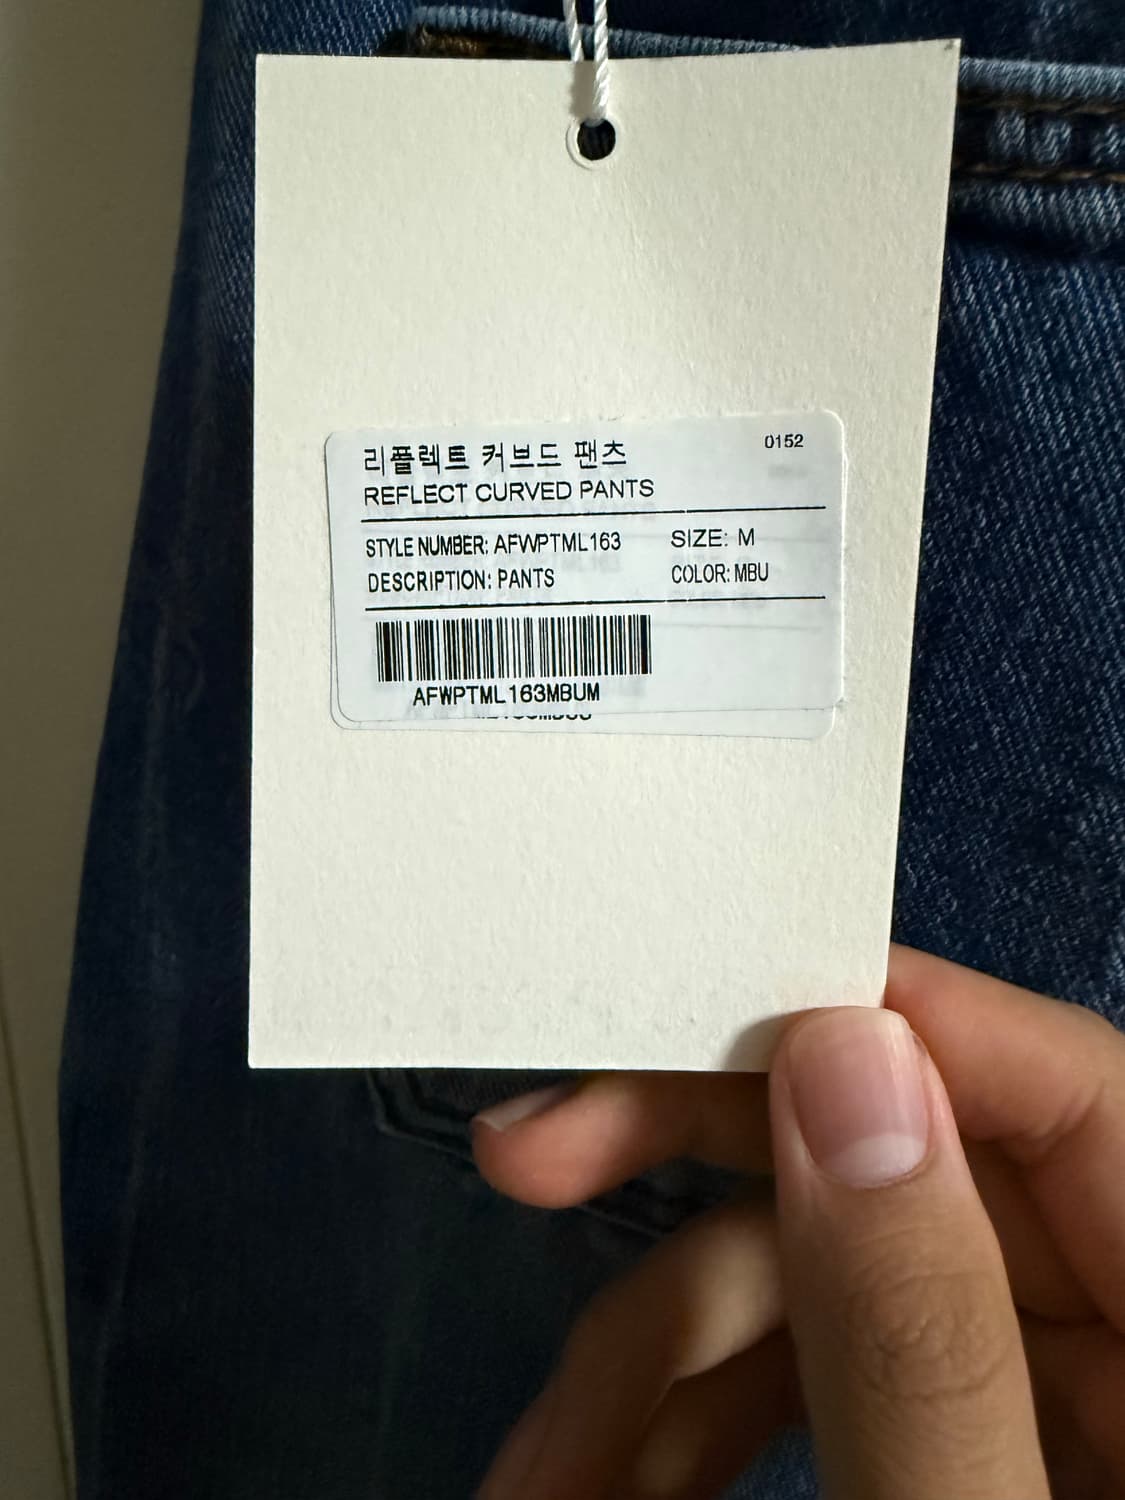 리플렉트 커브드 팬츠
0152
REFLECT CURVED PANTS
STYLE NUMBER: AFWPTML163
SIZE: M
DESCRIPTION: PANTS
COLOR: MBU
AFWPTML163MBUM